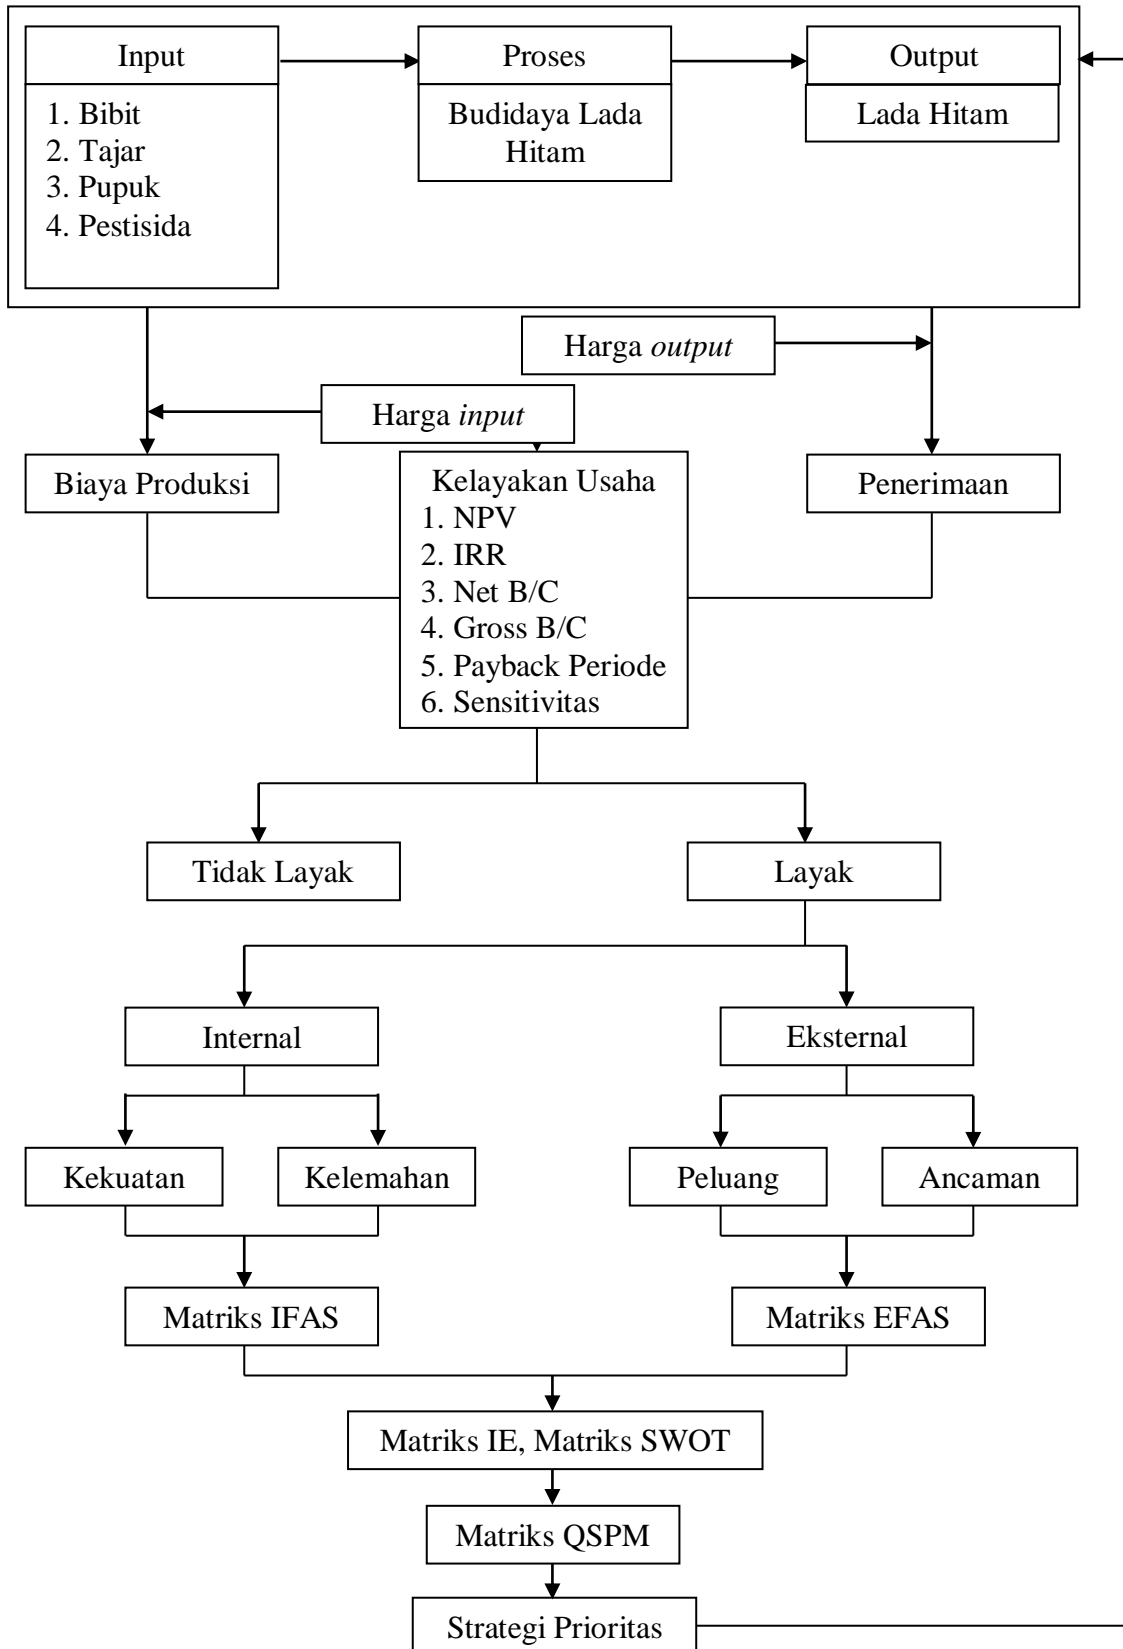 Input
1. Bibit
2. Tajar
3. Pupuk
4. Pestisida
Proses
Budidaya Lada
Hitam
Output
Lada Hitam
Harga output
Harga input
Biaya Produksi
Kelayakan Usaha
1. NPV
2. IRR
3. Net B/C
4. Gross B/C
5. Payback Periode
6. Sensitivitas
Penerimaan
Tidak Layak
Layak
Internal
Eksternal
Kekuatan
Kelemahan
Peluang
Ancaman
Matriks IFAS
Matriks EFAS
Matriks IE, Matriks SWOT
Matriks QSPM
Strategi Prioritas